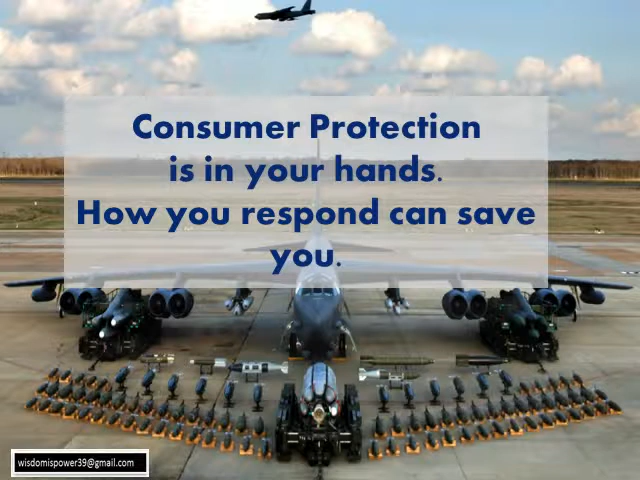 Consumer Protection
is in your hands.
How you respond can save
you.
wisdomispower39@gmail.com